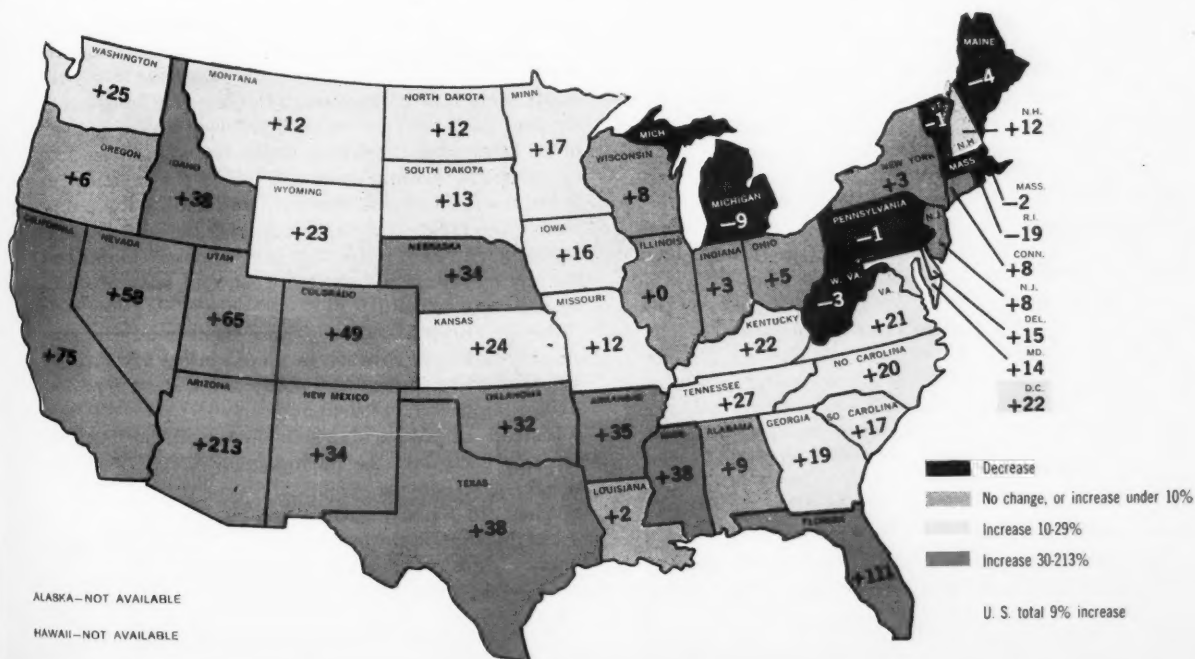 WASHINGTON
+25
MONTANA
+12
NORTH DAKOTA
+12
MINN
+17
OREGON
+6
IDAHO
+38
WYOMING
+23
SOUTH DAKOTA
+13
WISCONSIN
+8
MICH
MICHIGAN
−9
NEW YORK
+3
−1
MAINE
−4
N.H.
N.H.
+12
MASS
MASS.
−2
R.I.
−19
CONN.
+8
N.J.
N.J.
+8
DEL.
+15
MD.
+14
D.C.
+22
CALIFORNIA
+75
NEVADA
+58
UTAH
+65
COLORADO
+49
NEBRASKA
+34
IOWA
+16
ILLINOIS
+0
INDIANA
+3
OHIO
+5
PENNSYLVANIA
−1
W. VA.
−3
VA.
+21
KANSAS
+24
MISSOURI
+12
KENTUCKY
+22
NO. CAROLINA
+20
TENNESSEE
+27
SO. CAROLINA
+17
ARIZONA
+213
NEW MEXICO
+34
OKLAHOMA
+32
ARKANSAS
+35
MISS.
+38
ALABAMA
+9
GEORGIA
+19
TEXAS
+38
LOUISIANA
+2
FLORIDA
+111
Decrease
No change, or increase under 10%
Increase 10-29%
Increase 30-213%
U. S. total 9% increase
ALASKA—NOT AVAILABLE
HAWAII—NOT AVAILABLE